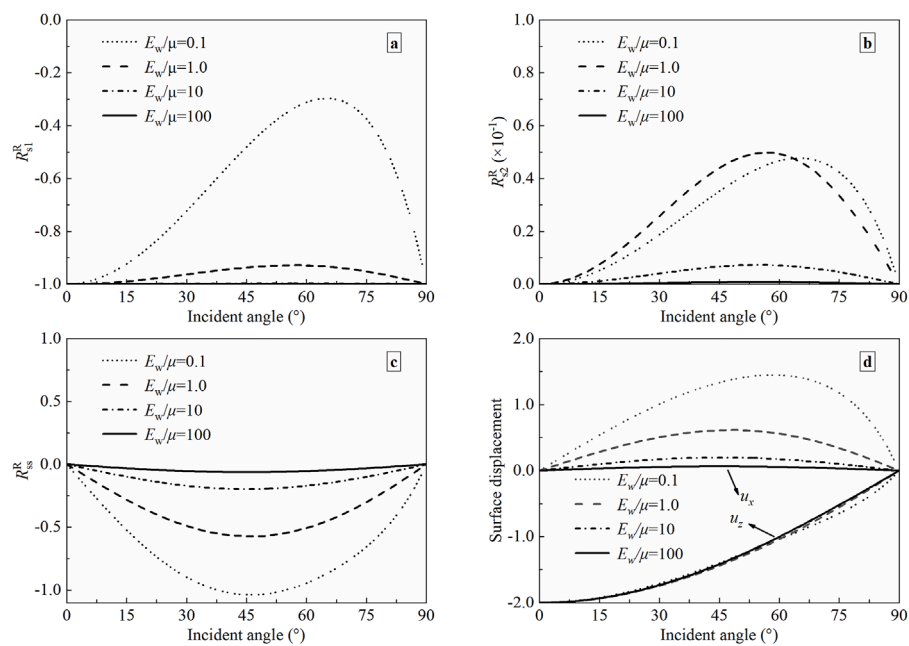 0.0
-0.2
-0.4
-0.6
-0.8
-1.0
R^R_s1
E_w/μ=0.1
E_w/μ=1.0
E_w/μ=10
E_w/μ=100
a
0 15 30 45 60 75 90
Incident angle (°)
1.0
0.8
0.6
0.4
0.2
0.0
R^R_s2 (×10^-1)
E_w/μ=0.1
E_w/μ=1.0
E_w/μ=10
E_w/μ=100
b
0 15 30 45 60 75 90
Incident angle (°)
1.0
0.5
0.0
-0.5
-1.0
R^R_ss
E_w/μ=0.1
E_w/μ=1.0
E_w/μ=10
E_w/μ=100
c
0 15 30 45 60 75 90
Incident angle (°)
2.0
1.0
0.0
-1.0
-2.0
Surface displacement
d
E_w/μ=0.1
E_w/μ=1.0
E_w/μ=10
E_w/μ=100
u_x
u_z
0 15 30 45 60 75 90
Incident angle (°)